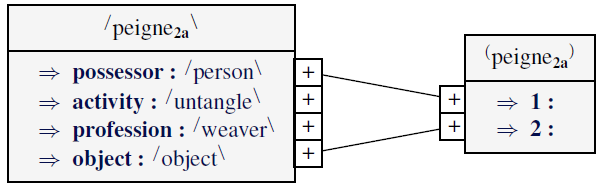 /peigne2a\
⇒ possessor : /person\ +
⇒ activity : /untangle\ +
⇒ profession : /weaver\ +
⇒ object : /object\ +
(peigne2a)
+ ⇒ 1 :
+ ⇒ 2 :